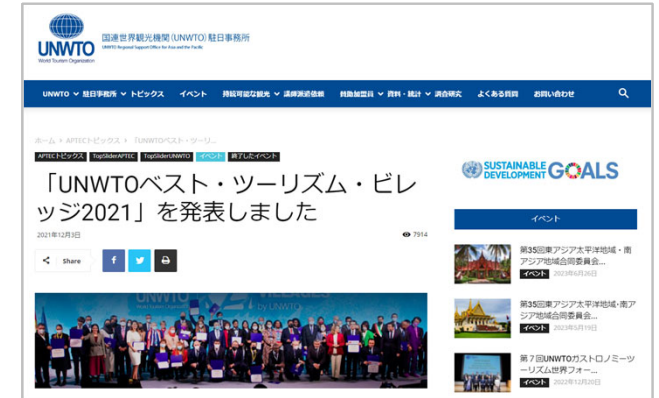 UNWTO
World Tourism Organization
国連世界観光機関(UNWTO)駐日事務所
UNWTO Regional Support Office for Asia and the Pacific
UNWTO 駐日事務所 トピックス イベント 持続可能な観光 講師派遣依頼 賛助加盟員 資料・統計 調査研究 よくある質問 お問い合わせ
ホーム APTECトピックス 「UNWTOベスト・ツーリ...
APTECトピックス TopSliderAPTEC TopSliderUNWTO イベント 終了したイベント
「UNWTOベスト・ツーリズム・ビレ
ッジ2021」を発表しました
2021年12月3日 7914
Share
UNWTO
VILLAGES
by UNWTO
SUSTAINABLE
DEVELOPMENT GOALS
イベント
第35回東アジア太平洋地域・南
アジア地域合同委員会...
イベント 2023年6月26日
第35回東アジア太平洋地域・南ア
ジア地域合同委員会...
イベント 2023年5月19日
第7回UNWTOガストロノミーツ
ーリズム世界フォー...
イベント 2022年12月20日